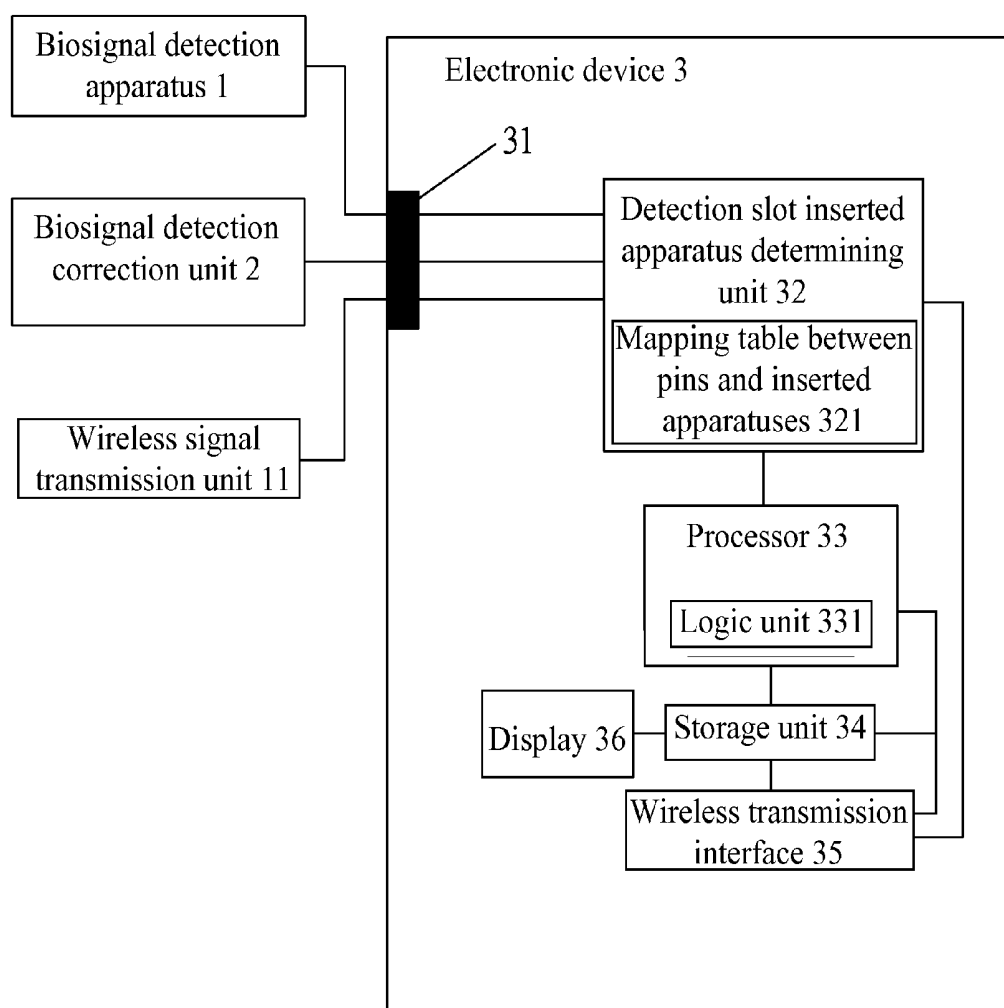 Biosignal detection
apparatus 1
Electronic device 3
31
Biosignal detection
correction unit 2
Detection slot inserted
apparatus determining
unit 32
Mapping table between
pins and inserted
apparatuses 321
Wireless signal
transmission unit 11
Processor 33
Logic unit 331
Display 36
Storage unit 34
Wireless transmission
interface 35